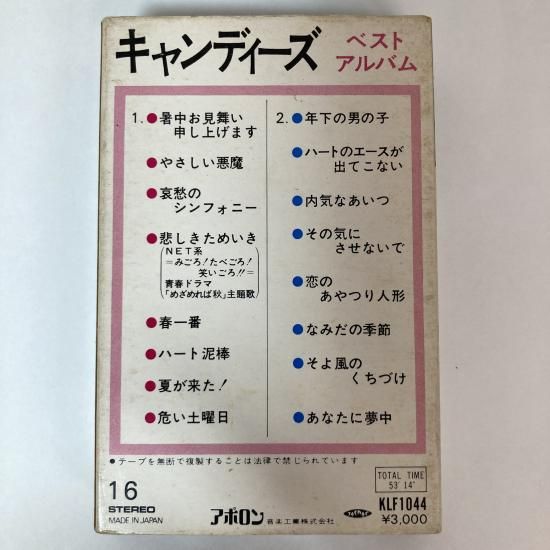 キャンディーズ
ベスト
アルバム
1.●暑中お見舞い
申し上げます
●やさしい悪魔
●哀愁の
シンフォニー
●悲しきためいき
NET系
=みごろ!たべごろ!
笑いごろ!!=
青春ドラマ
「めざめれば秋」主題歌
●春一番
●ハート泥棒
●夏が来た!
●危い土曜日
2.●年下の男の子
●ハートのエースが
出てこない
●内気なあいつ
●その気に
させないで
●恋の
あやつり人形
●なみだの季節
●そよ風の
くちづけ
●あなたに夢中
●テープを無断で複製することは法律で禁じられています
16
STEREO
MADE IN JAPAN
アポロン音楽工業株式会社
TOTAL TIME
53′14″
KLF1044
¥3,000